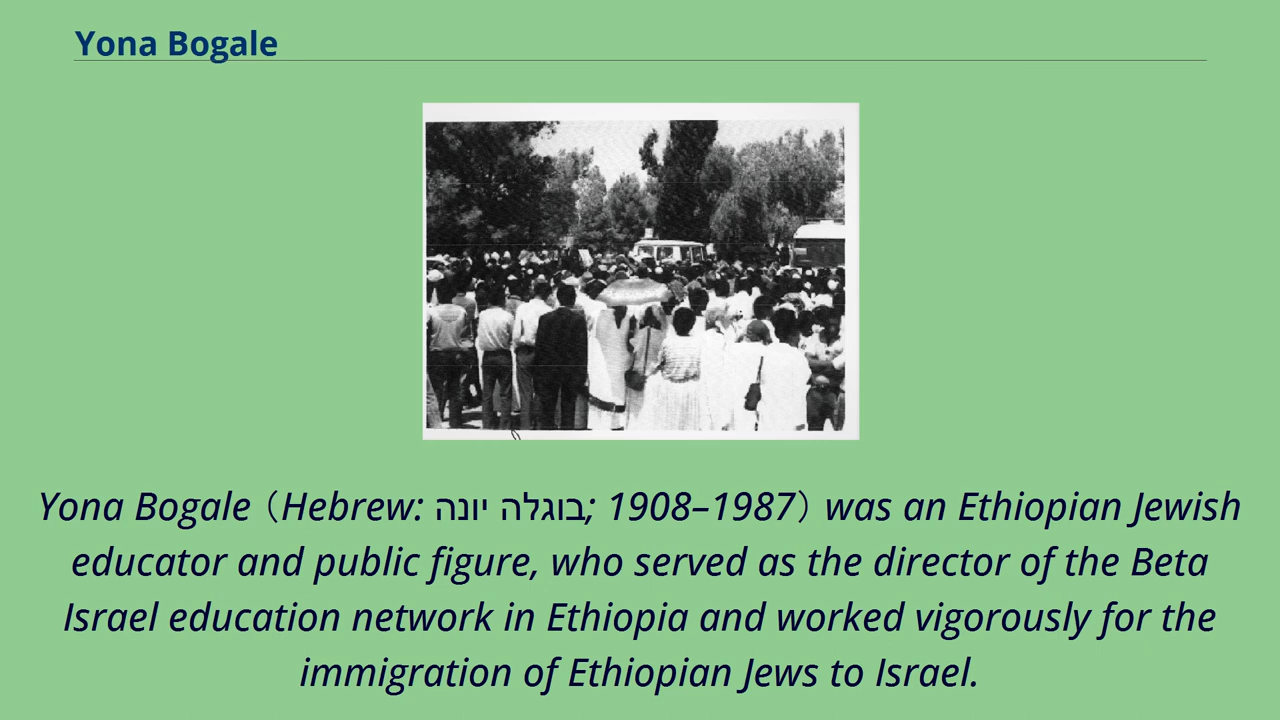 Yona Bogale
Yona Bogale (Hebrew: בוגלה יונה; 1908–1987) was an Ethiopian Jewish
educator and public figure, who served as the director of the Beta
Israel education network in Ethiopia and worked vigorously for the
immigration of Ethiopian Jews to Israel.